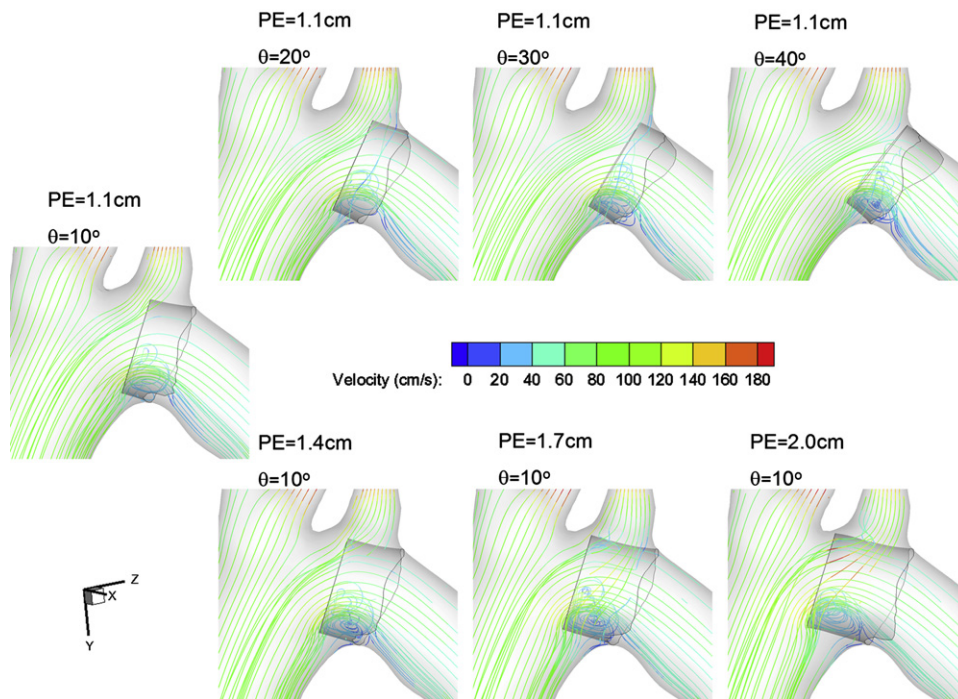 PE=1.1cm
θ=20°
PE=1.1cm
θ=30°
PE=1.1cm
θ=40°
PE=1.1cm
θ=10°
Velocity (cm/s): 0 20 40 60 80 100 120 140 160 180
PE=1.4cm
θ=10°
PE=1.7cm
θ=10°
PE=2.0cm
θ=10°
Z
X
Y